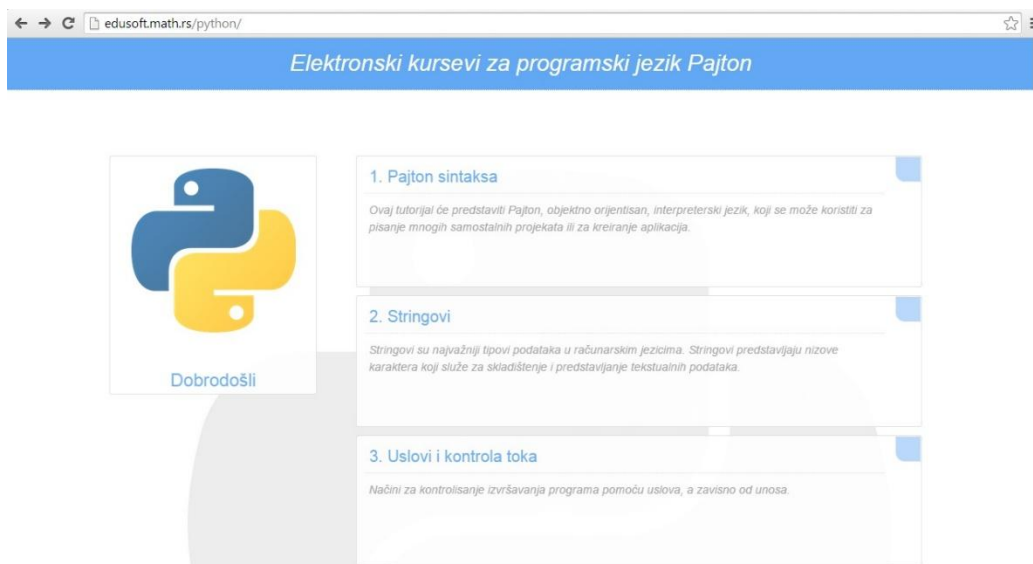 edusoft.math.rs/python/
Elektronski kursevi za programski jezik Pajton
Dobrodošli
1. Pajton sintaksa
Ovaj tutorijal će predstaviti Pajton, objektno orijentisan, interpreterski jezik, koji se može koristiti za
pisanje mnogih samostalnih projekata ili za kreiranje aplikacija.
2. Stringovi
Stringovi su najvažniji tipovi podataka u računarskim jezicima. Stringovi predstavljaju nizove
karaktera koji služe za skladištenje i predstavljanje tekstualnih podataka.
3. Uslovi i kontrola toka
Načini za kontrolisanje izvršavanja programa pomoću uslova, a zavisno od unosa.